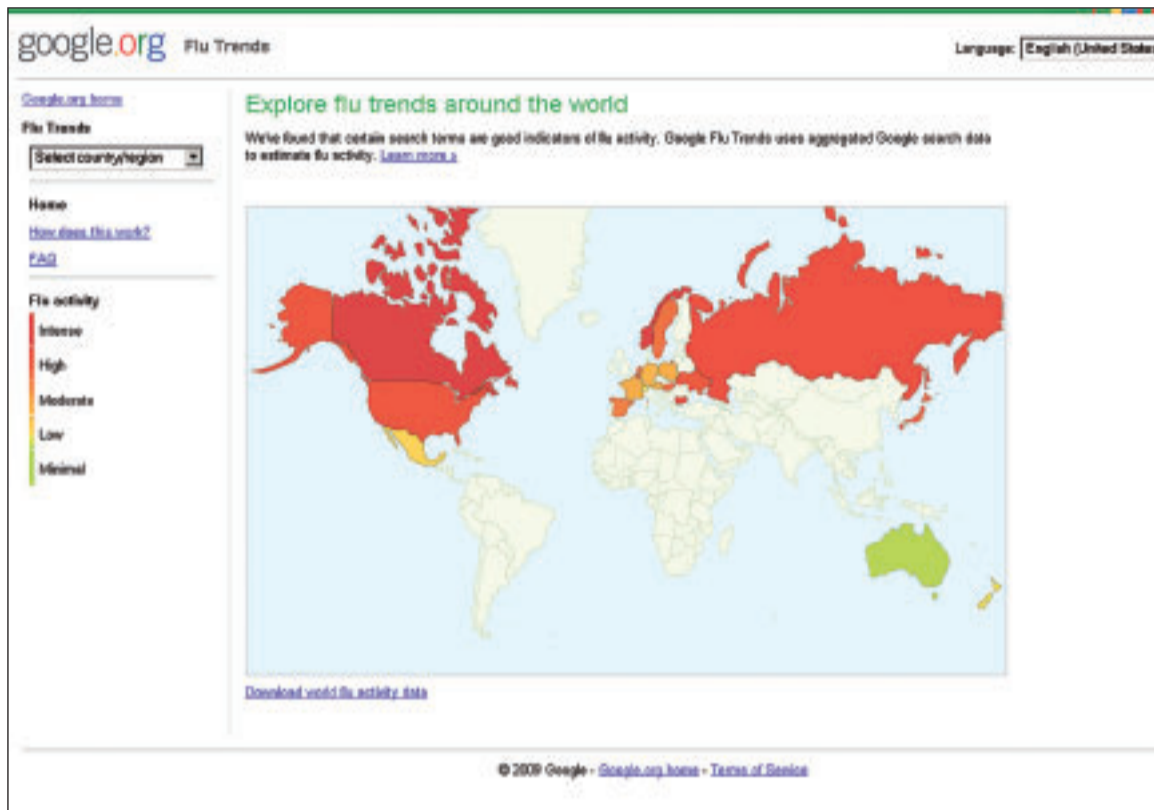 google.org Flu Trends
Language: English (United States
Google.org home
Flu Trends
Select country/region
Home
How does this work?
FAQ
Flu activity
Intense
High
Moderate
Low
Minimal
Explore flu trends around the world
We've found that certain search terms are good indicators of flu activity. Google Flu Trends uses aggregated Google search data
to estimate flu activity. Learn more »
Download world flu activity data
© 2009 Google - Google.org home - Terms of Service